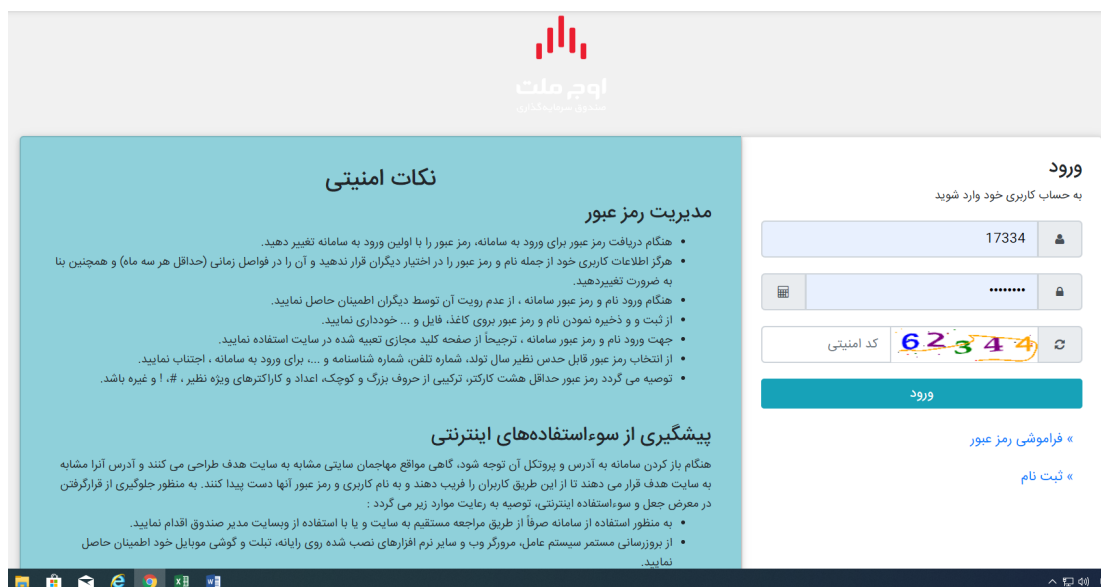 اوج ملت
صندوق سرمایه‌گذاری
ورود
به حساب کاربری خود وارد شوید
17334
••••••••
62344
کد امنیتی
ورود
» فراموشی رمز عبور
» ثبت نام
نکات امنیتی
مدیریت رمز عبور
• هنگام دریافت رمز عبور برای ورود به سامانه، رمز عبور را با اولین ورود به سامانه تغییر دهید.
• هرگز اطلاعات کاربری خود از جمله نام و رمز عبور را در اختیار دیگران قرار ندهید و آن را در فواصل زمانی (حداقل هر سه ماه) و همچنین بنا
به ضرورت تغییردهید.
• هنگام ورود نام و رمز عبور سامانه ، از عدم رویت آن توسط دیگران اطمینان حاصل نمایید.
• از ثبت و و ذخیره نمودن نام و رمز عبور بروی کاغذ، فایل و ... خودداری نمایید.
• جهت ورود نام و رمز عبور سامانه ، ترجیحاً از صفحه کلید مجازی تعبیه شده در سایت استفاده نمایید.
• از انتخاب رمز عبور قابل حدس نظیر سال تولد، شماره تلفن، شماره شناسنامه و ...، برای ورود به سامانه ، اجتناب نمایید.
• توصیه می گردد رمز عبور حداقل هشت کارکتر، ترکیبی از حروف بزرگ و کوچک، اعداد و کاراکترهای ویژه نظیر ، #، ! و غیره باشد.
پیشگیری از سوءاستفاده‌های اینترنتی
هنگام باز کردن سامانه به آدرس و پروتکل آن توجه شود، گاهی مواقع مهاجمان سایتی مشابه به سایت هدف طراحی می کنند و آدرس آنرا مشابه
به سایت هدف قرار می دهند تا از این طریق کاربران را فریب دهند و به نام کاربری و رمز عبور آنها دست پیدا کنند. به منظور جلوگیری از قرارگرفتن
در معرض جعل و سوءاستفاده اینترنتی، توصیه به رعایت موارد زیر می گردد :
• به منظور استفاده از سامانه صرفاً از طریق مراجعه مستقیم به سایت و یا با استفاده از وبسایت مدیر صندوق اقدام نمایید.
• از بروزرسانی مستمر سیستم عامل، مرورگر وب و سایر نرم افزارهای نصب شده روی رایانه، تبلت و گوشی موبایل خود اطمینان حاصل
نمایید.